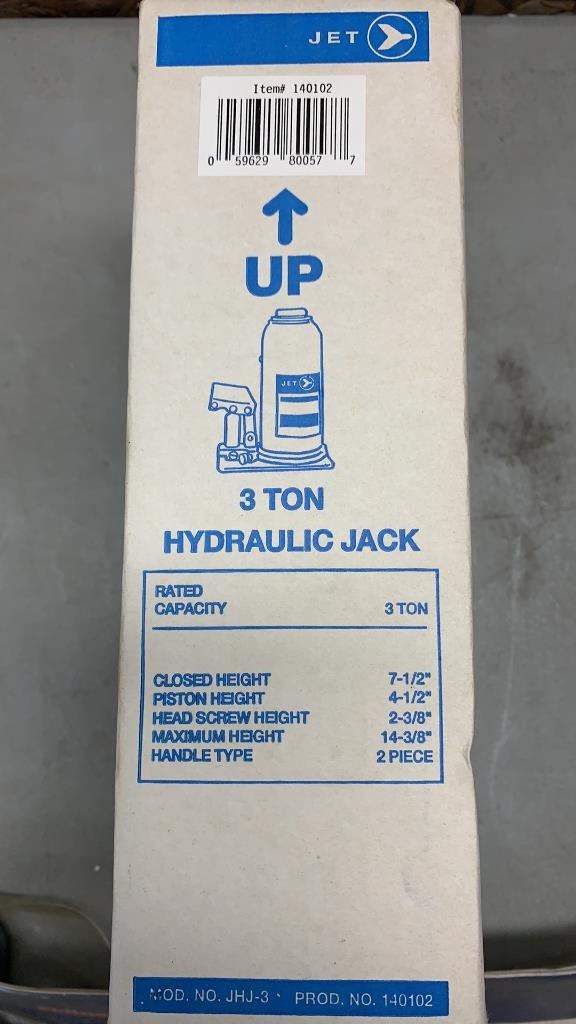 JET
Item# 140102
0 59629 80057 7
UP
JET
3 TON
HYDRAULIC JACK
RATED
CAPACITY 3 TON
CLOSED HEIGHT 7-1/2"
PISTON HEIGHT 4-1/2"
HEAD SCREW HEIGHT 2-3/8"
MAXIMUM HEIGHT 14-3/8"
HANDLE TYPE 2 PIECE
MOD. NO. JHJ-3 PROD. NO. 140102